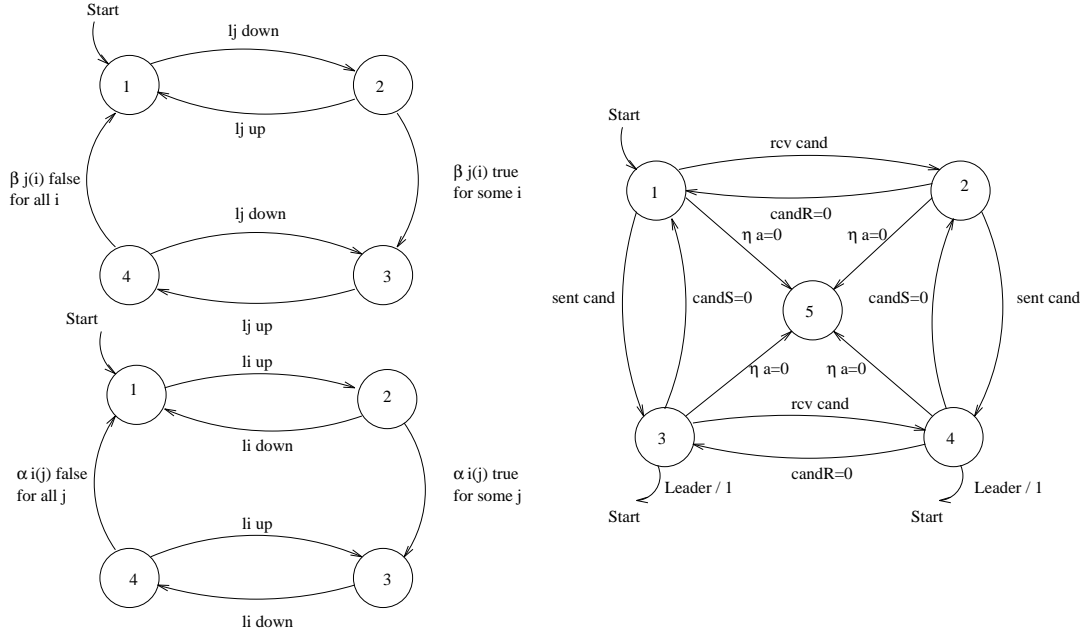 Start
lj down
1
2
lj up
β j(i) false
for all i
β j(i) true
for some i
lj down
4
3
lj up
Start
li up
1
2
li down
α i(j) false
for all j
α i(j) true
for some j
li up
4
3
li down
Start
rcv cand
1
2
candR=0
η a=0
η a=0
sent cand
candS=0
5
candS=0
sent cand
η a=0
η a=0
rcv cand
3
4
candR=0
Leader / 1
Leader / 1
Start
Start